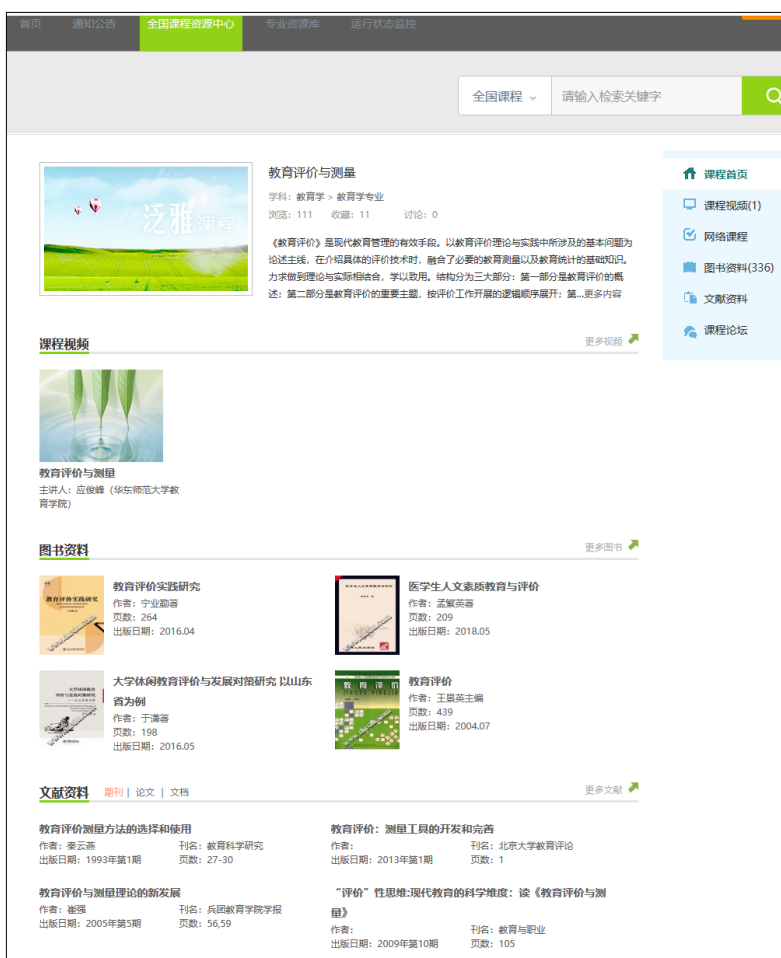 首页 通知公告 全国课程资源中心 专业资源库 运行状态监控
全国课程 请输入检索关键字
泛雅课程
教育评价与测量
学科：教育学 > 教育学专业
浏览：111 收藏：11 讨论：0
《教育评价》是现代教育管理的有效手段。以教育评价理论与实践中所涉及的基本问题为
论述主线，在介绍具体的评价技术时，融合了必要的教育测量以及教育统计的基础知识。
力求做到理论与实际相结合，学以致用。结构分为三大部分：第一部分是教育评价的概
述；第二部分是教育评价的重要主题，按评价工作开展的逻辑顺序展开；第...更多内容
课程首页
课程视频(1)
网络课程
图书资料(336)
文献资料
课程论坛
课程视频 更多视频
教育评价与测量
主讲人：应俊峰（华东师范大学教
育学院)
图书资料 更多图书
教育评价实践研究
教育评价实践研究
作者：宁业勤著
页数：264
出版日期：2016.04
医学生人文素质教育与评价
作者：孟繁英著
页数：209
出版日期：2018.05
大学休闲教育评价与发展对策研究 以山东
省为例
作者：于潇著
页数：198
出版日期：2016.05
教育评价
JIAOYU PINGJIA
教育评价
作者：王景英主编
页数：439
出版日期：2004.07
文献资料 期刊 | 论文 | 文档 更多文献
教育评价测量方法的选择和使用
作者：秦云燕 刊名：教育科学研究
出版日期：1993年第1期 页数：27-30
教育评价：测量工具的开发和完善
作者： 刊名：北京大学教育评论
出版日期：2013年第1期 页数：1
教育评价与测量理论的新发展
作者：崔强 刊名：兵团教育学院学报
出版日期：2005年第5期 页数：56,59
“评价”性思维:现代教育的科学维度：读《教育评价与测
量》
作者： 刊名：教育与职业
出版日期：2009年第10期 页数：105